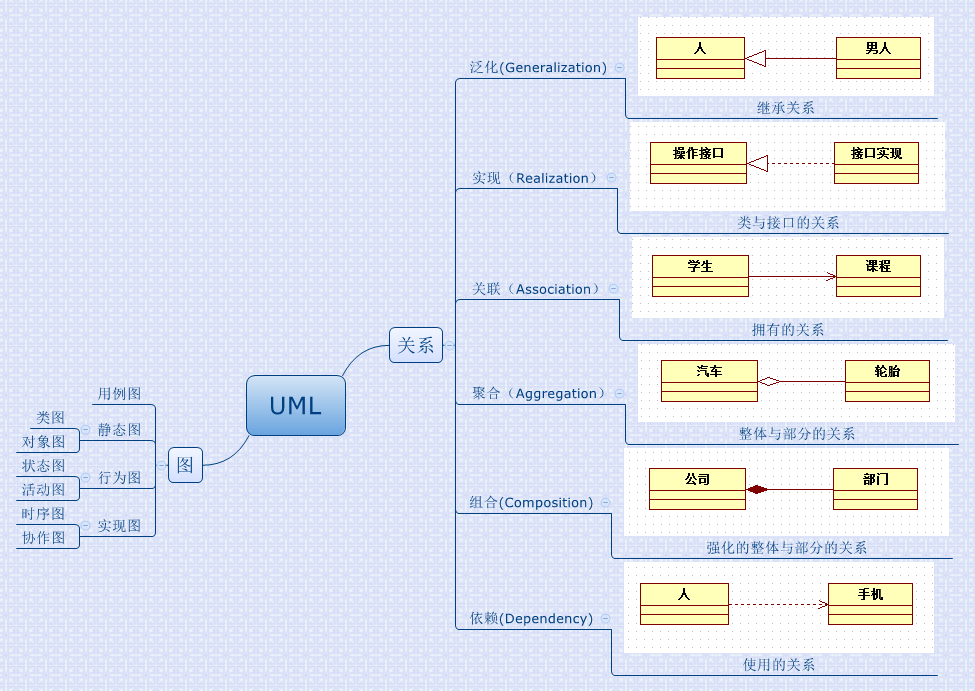 UML
关系
泛化(Generalization)
人
男人
继承关系
实现（Realization）
操作接口
接口实现
类与接口的关系
关联（Association）
学生
课程
拥有的关系
聚合（Aggregation）
汽车
轮胎
整体与部分的关系
组合(Composition)
公司
部门
强化的整体与部分的关系
依赖(Dependency)
人
手机
使用的关系
图
用例图
静态图
类图
对象图
行为图
状态图
活动图
实现图
时序图
协作图